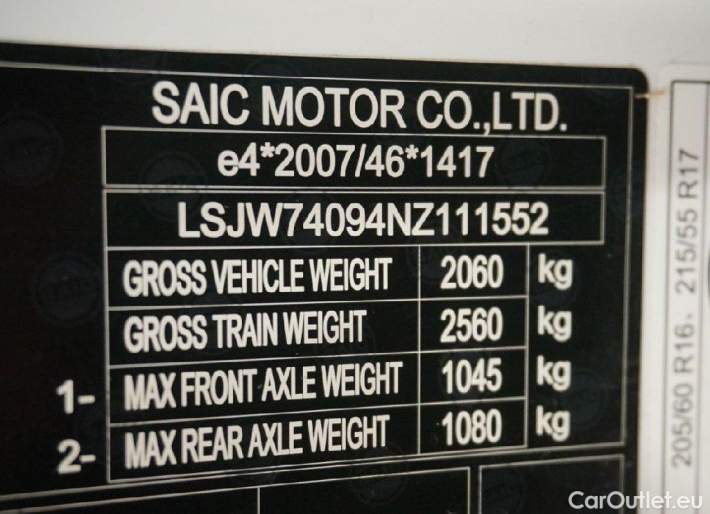 SAIC MOTOR CO.,LTD.
e4*2007/46*1417
LSJW74094NZ111552
GROSS VEHICLE WEIGHT 2060 kg
GROSS TRAIN WEIGHT 2560 kg
1- MAX FRONT AXLE WEIGHT 1045 kg
2- MAX REAR AXLE WEIGHT 1080 kg
205/60 R16、215/55 R17
CarOutlet.eu